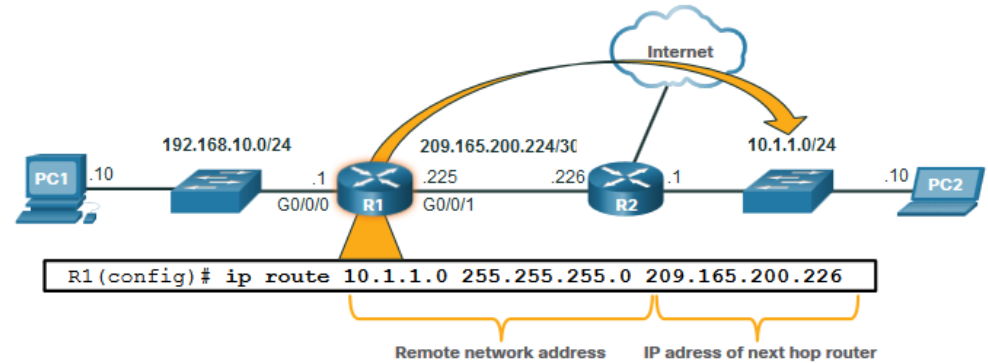 Internet
192.168.10.0/24
209.165.200.224/30
10.1.1.0/24
PC1
.10
.1
.225
.226
.1
.10
PC2
G0/0/0
R1
G0/0/1
R2
R1(config)# ip route 10.1.1.0 255.255.255.0 209.165.200.226
Remote network address
IP adress of next hop router